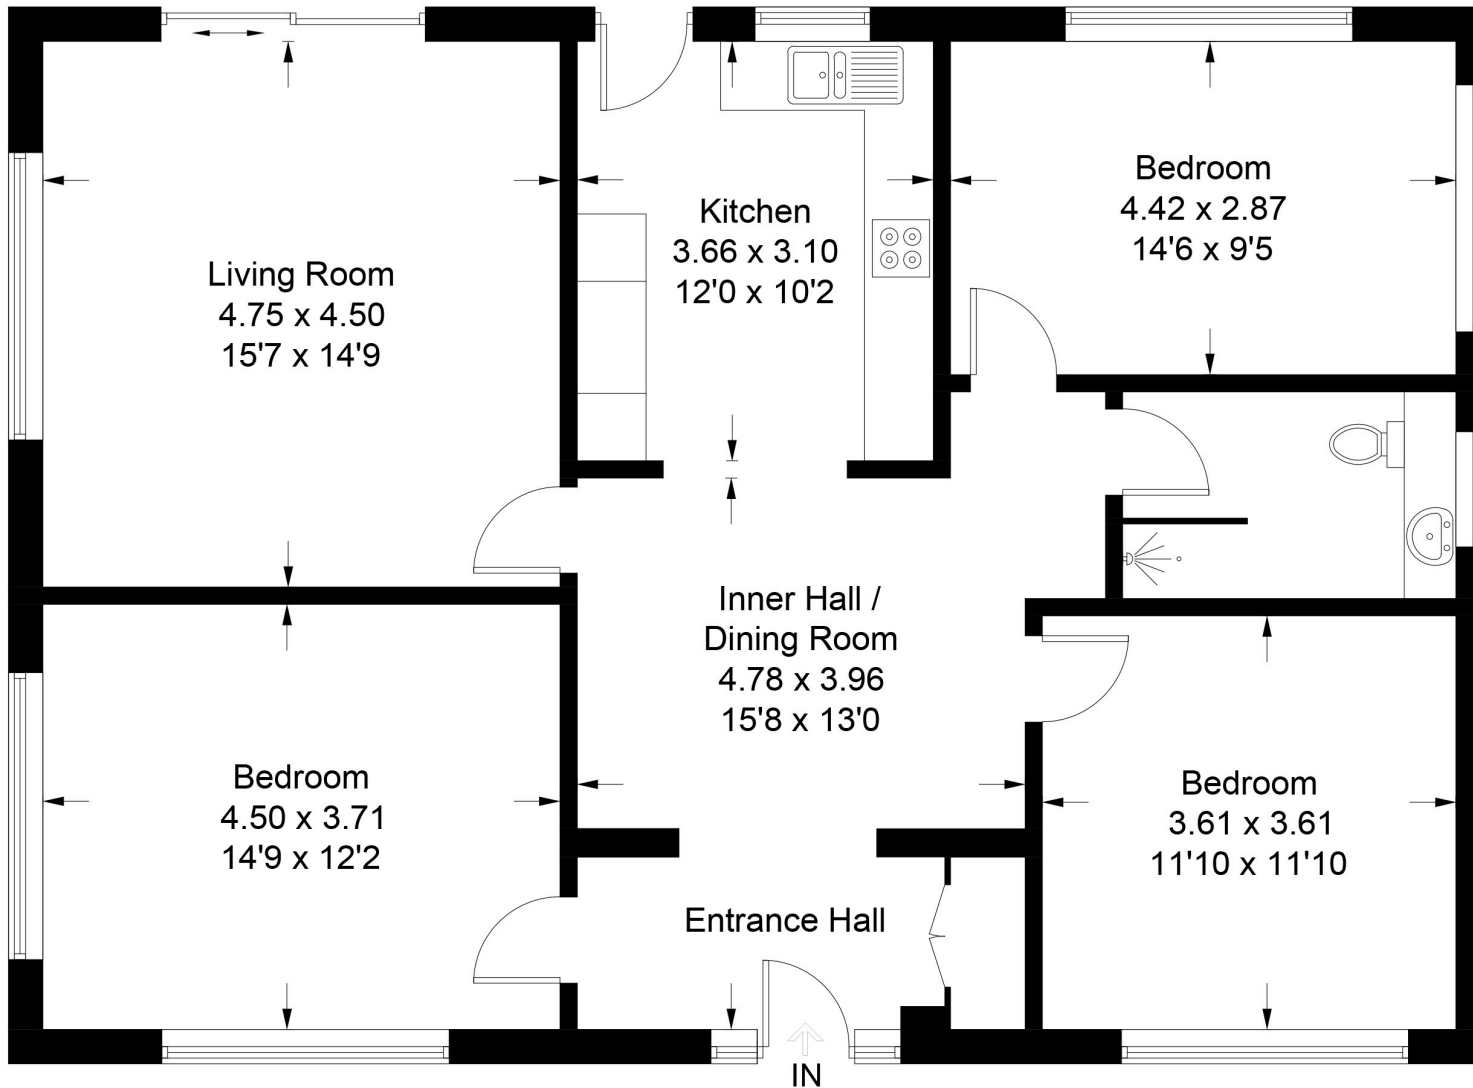 Living Room
4.75 x 4.50
15'7 x 14'9
Kitchen
3.66 x 3.10
12'0 x 10'2
Bedroom
4.42 x 2.87
14'6 x 9'5
Inner Hall /
Dining Room
4.78 x 3.96
15'8 x 13'0
Bedroom
4.50 x 3.71
14'9 x 12'2
Bedroom
3.61 x 3.61
11'10 x 11'10
Entrance Hall
IN